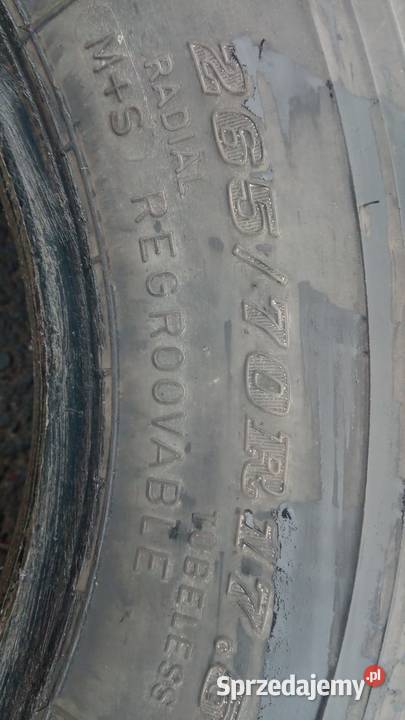 265/70R17.5
RADIAL TUBELESS
M+S REGROOVABLE
Sprzedajemy.pl